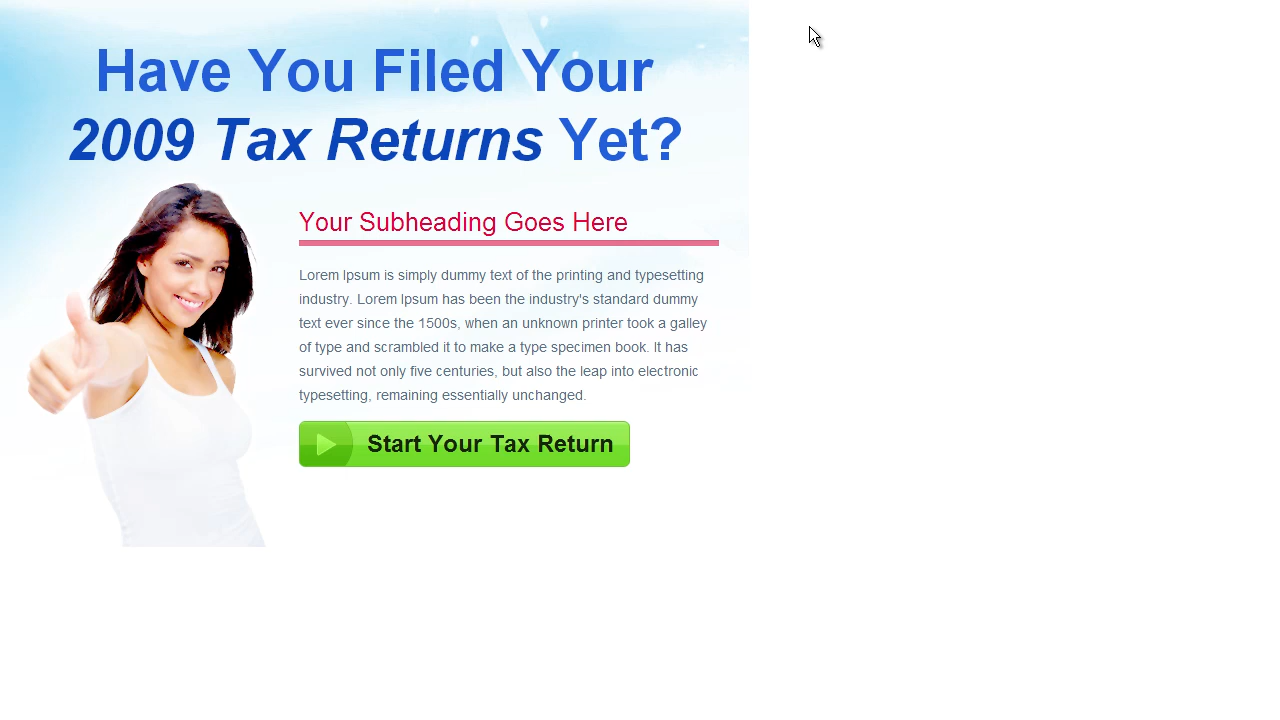 Have You Filed Your
2009 Tax Returns Yet?
Your Subheading Goes Here
Lorem Ipsum is simply dummy text of the printing and typesetting
industry. Lorem Ipsum has been the industry's standard dummy
text ever since the 1500s, when an unknown printer took a galley
of type and scrambled it to make a type specimen book. It has
survived not only five centuries, but also the leap into electronic
typesetting, remaining essentially unchanged.
Start Your Tax Return